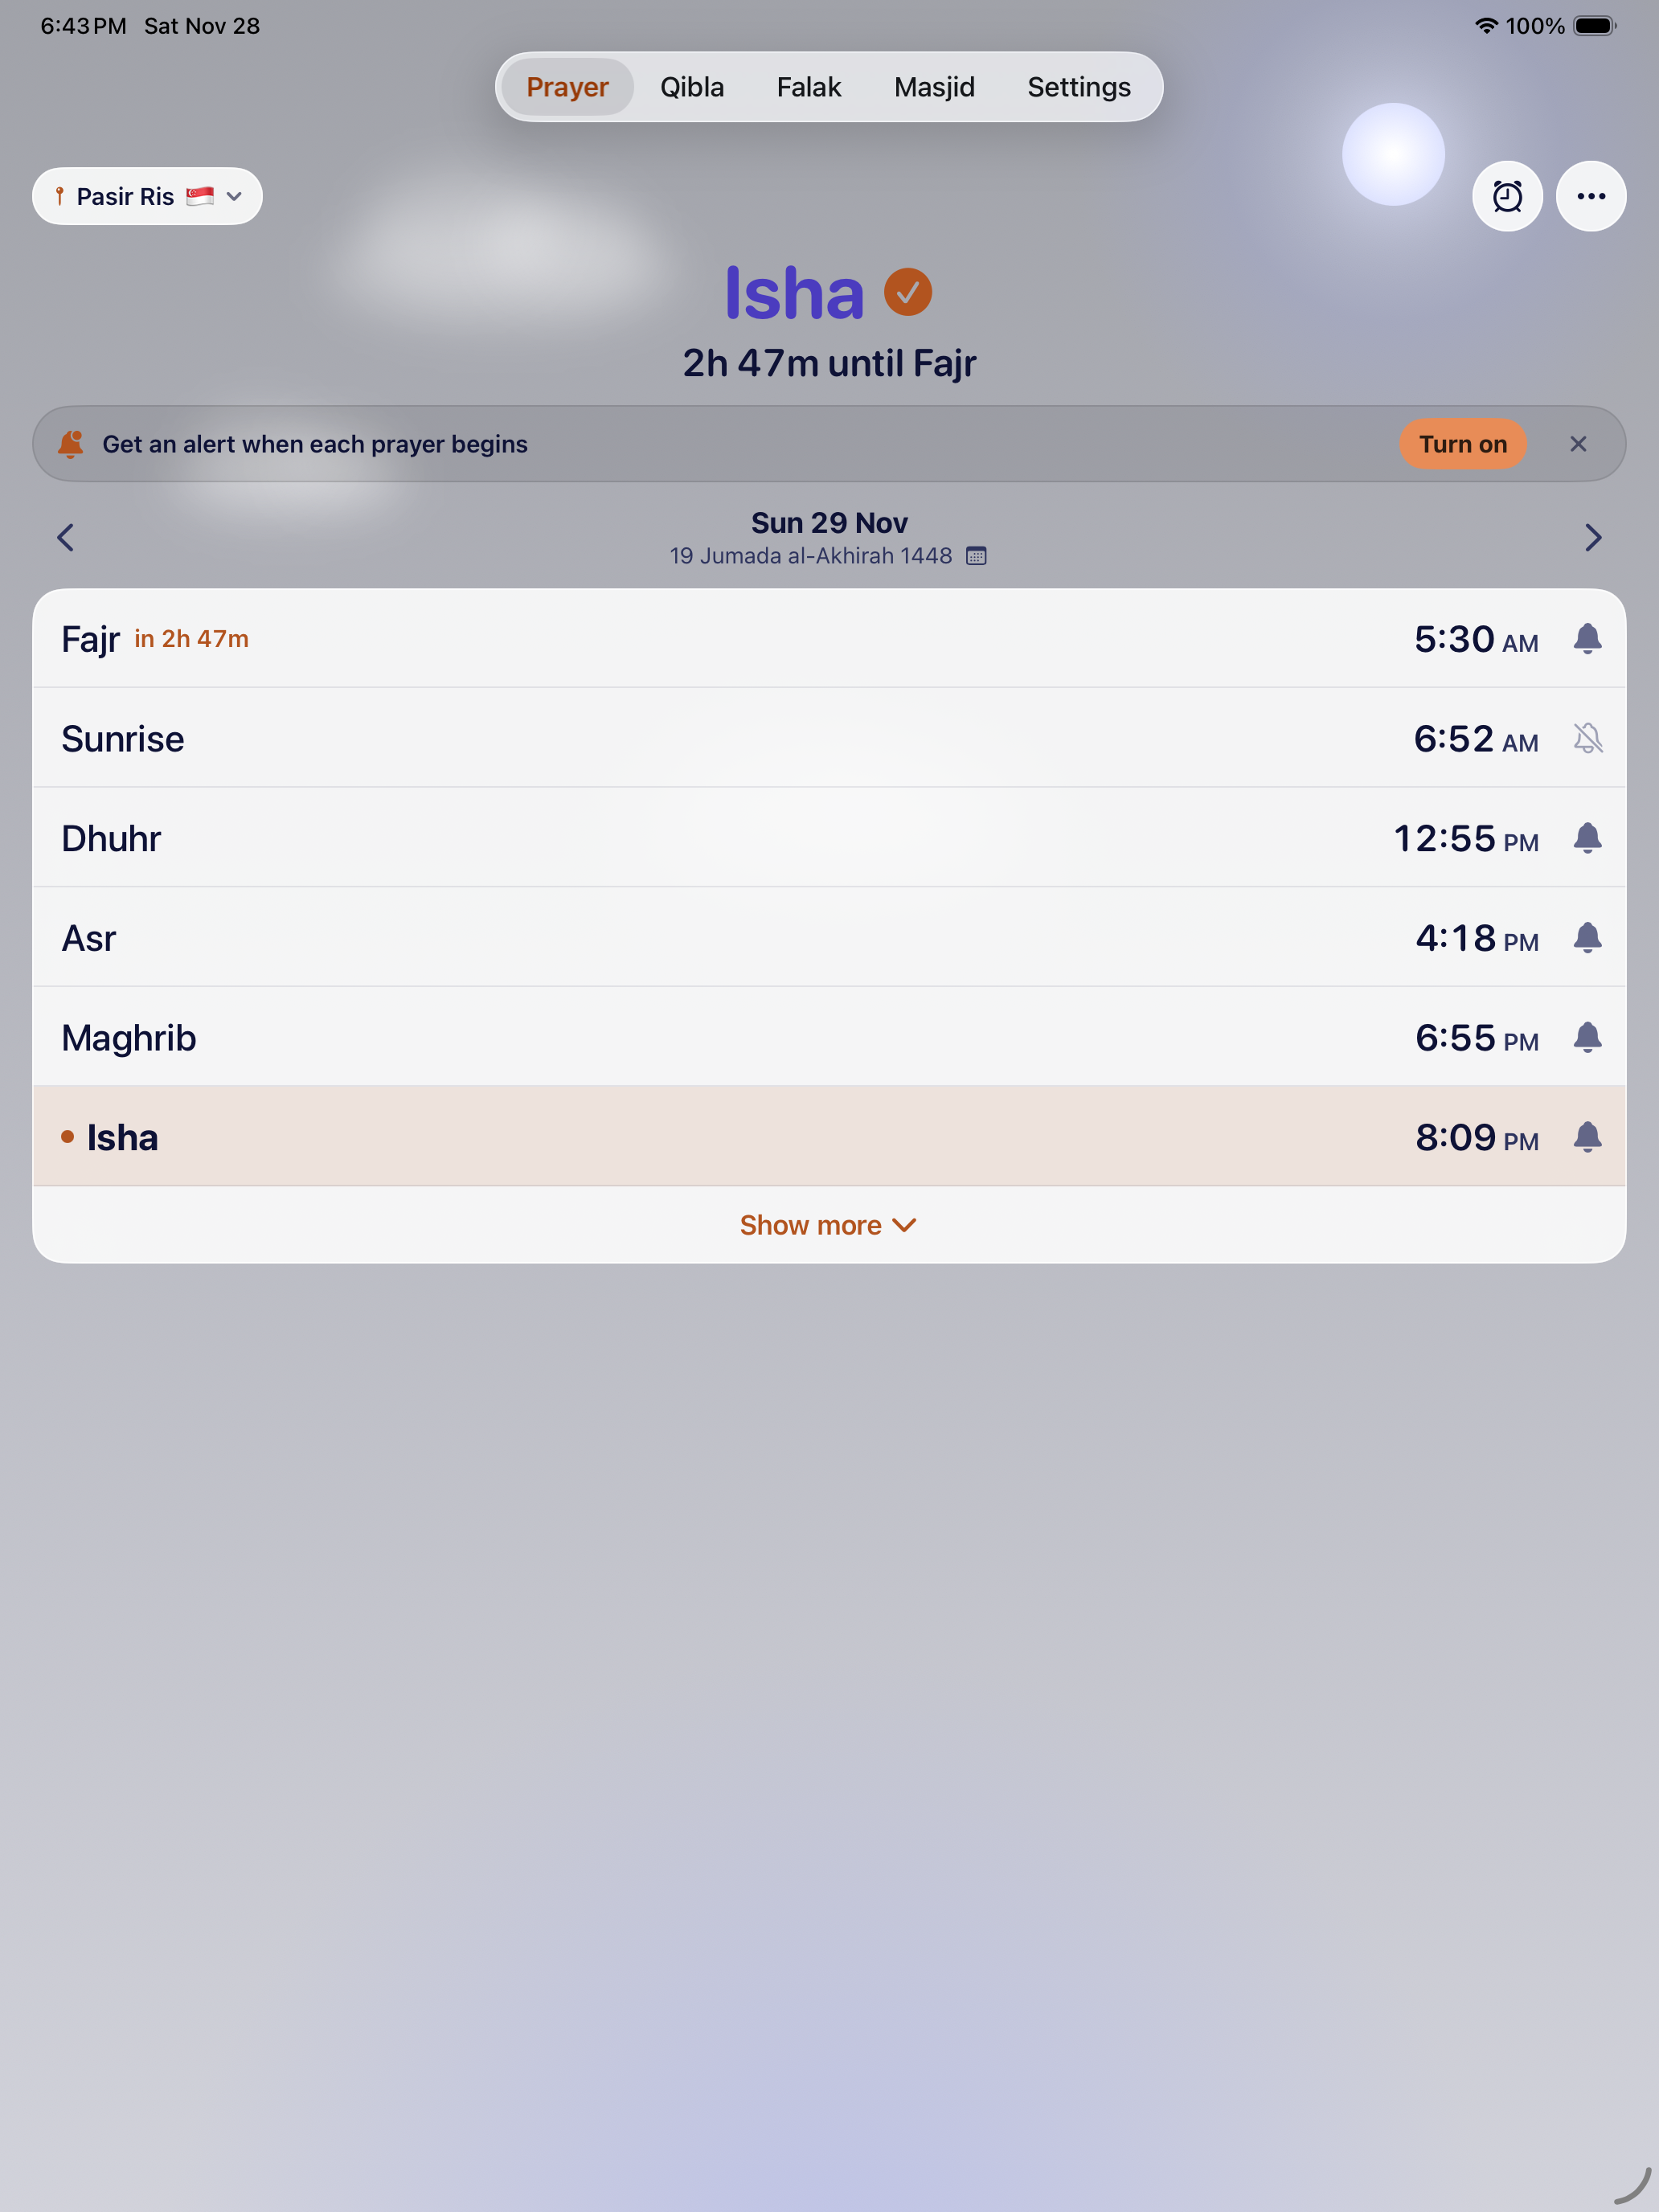 6:43 PM Sat Nov 28 100%
Prayer Qibla Falak Masjid Settings
Pasir Ris
Isha
2h 47m until Fajr
Get an alert when each prayer begins Turn on
Sun 29 Nov
19 Jumada al-Akhirah 1448
Fajr in 2h 47m 5:30 AM
Sunrise 6:52 AM
Dhuhr 12:55 PM
Asr 4:18 PM
Maghrib 6:55 PM
Isha 8:09 PM
Show more